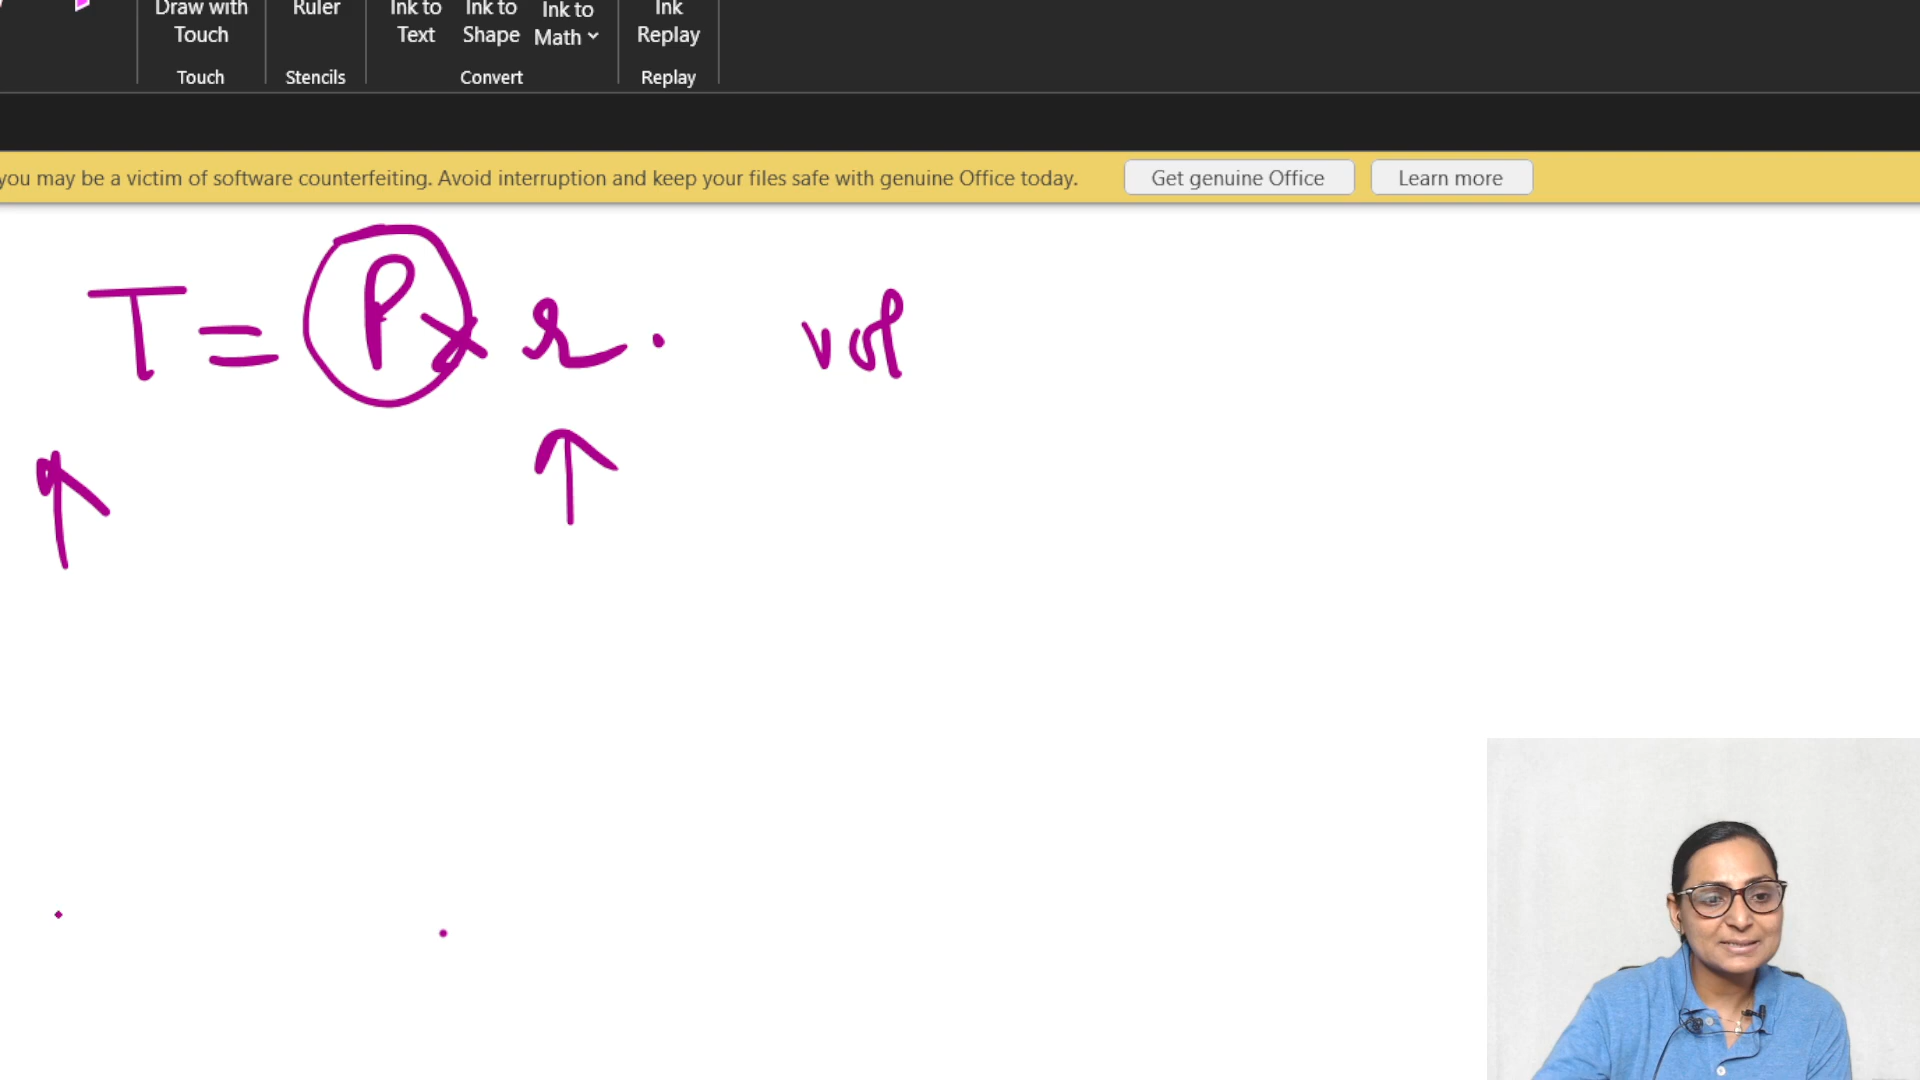 Draw with Touch
Ruler
Ink to Text
Ink to Shape
Ink to Math
Ink Replay
Touch
Stencils
Convert
Replay
you may be a victim of software counterfeiting. Avoid interruption and keep your files safe with genuine Office today.
Get genuine Office
Learn more
T = P × r . vol